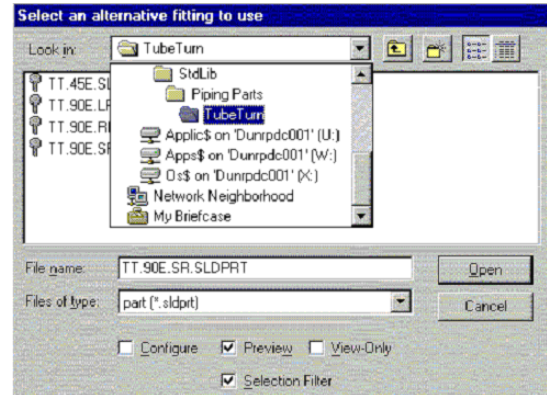 Select an alternative fitting to use
Look in: TubeTurn
StdLib
TT.45E.SL
Piping Parts
TT.90E.LF
TubeTurn
TT.90E.RE
Applic$ on 'Dunrpdc001' (U:)
TT.90E.SF
Apps$ on 'Dunrpdc001' (W:)
Os$ on 'Dunrpdc001' (X:)
Network Neighborhood
My Briefcase
File name: TT.90E.SR.SLDPRT Open
Files of type: part (*.sldprt) Cancel
Configure Preview View-Only
Selection Filter